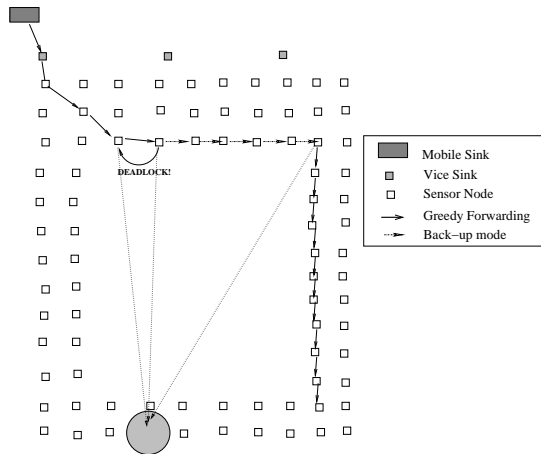 DEADLOCK!
Mobile Sink
Vice Sink
Sensor Node
Greedy Forwarding
Back−up mode